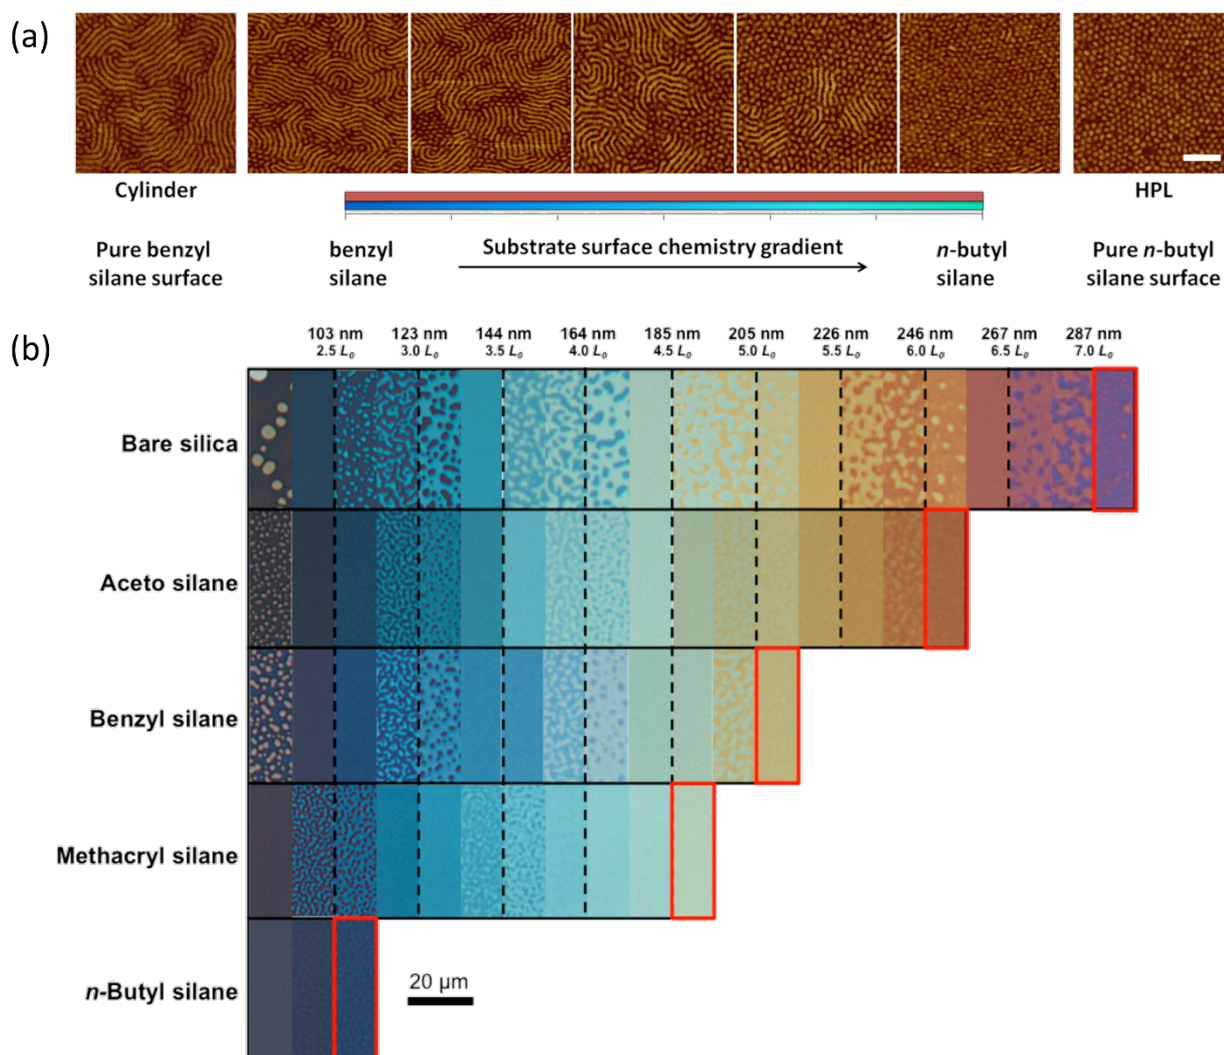 (a)
Cylinder
HPL
Pure benzyl
silane surface
benzyl
silane
Substrate surface chemistry gradient
n-butyl
silane
Pure n-butyl
silane surface
(b)
103 nm 123 nm 144 nm 164 nm 185 nm 205 nm 226 nm 246 nm 267 nm 287 nm
2.5 L₀ 3.0 L₀ 3.5 L₀ 4.0 L₀ 4.5 L₀ 5.0 L₀ 5.5 L₀ 6.0 L₀ 6.5 L₀ 7.0 L₀
Bare silica
Aceto silane
Benzyl silane
Methacryl silane
n-Butyl silane
20 µm